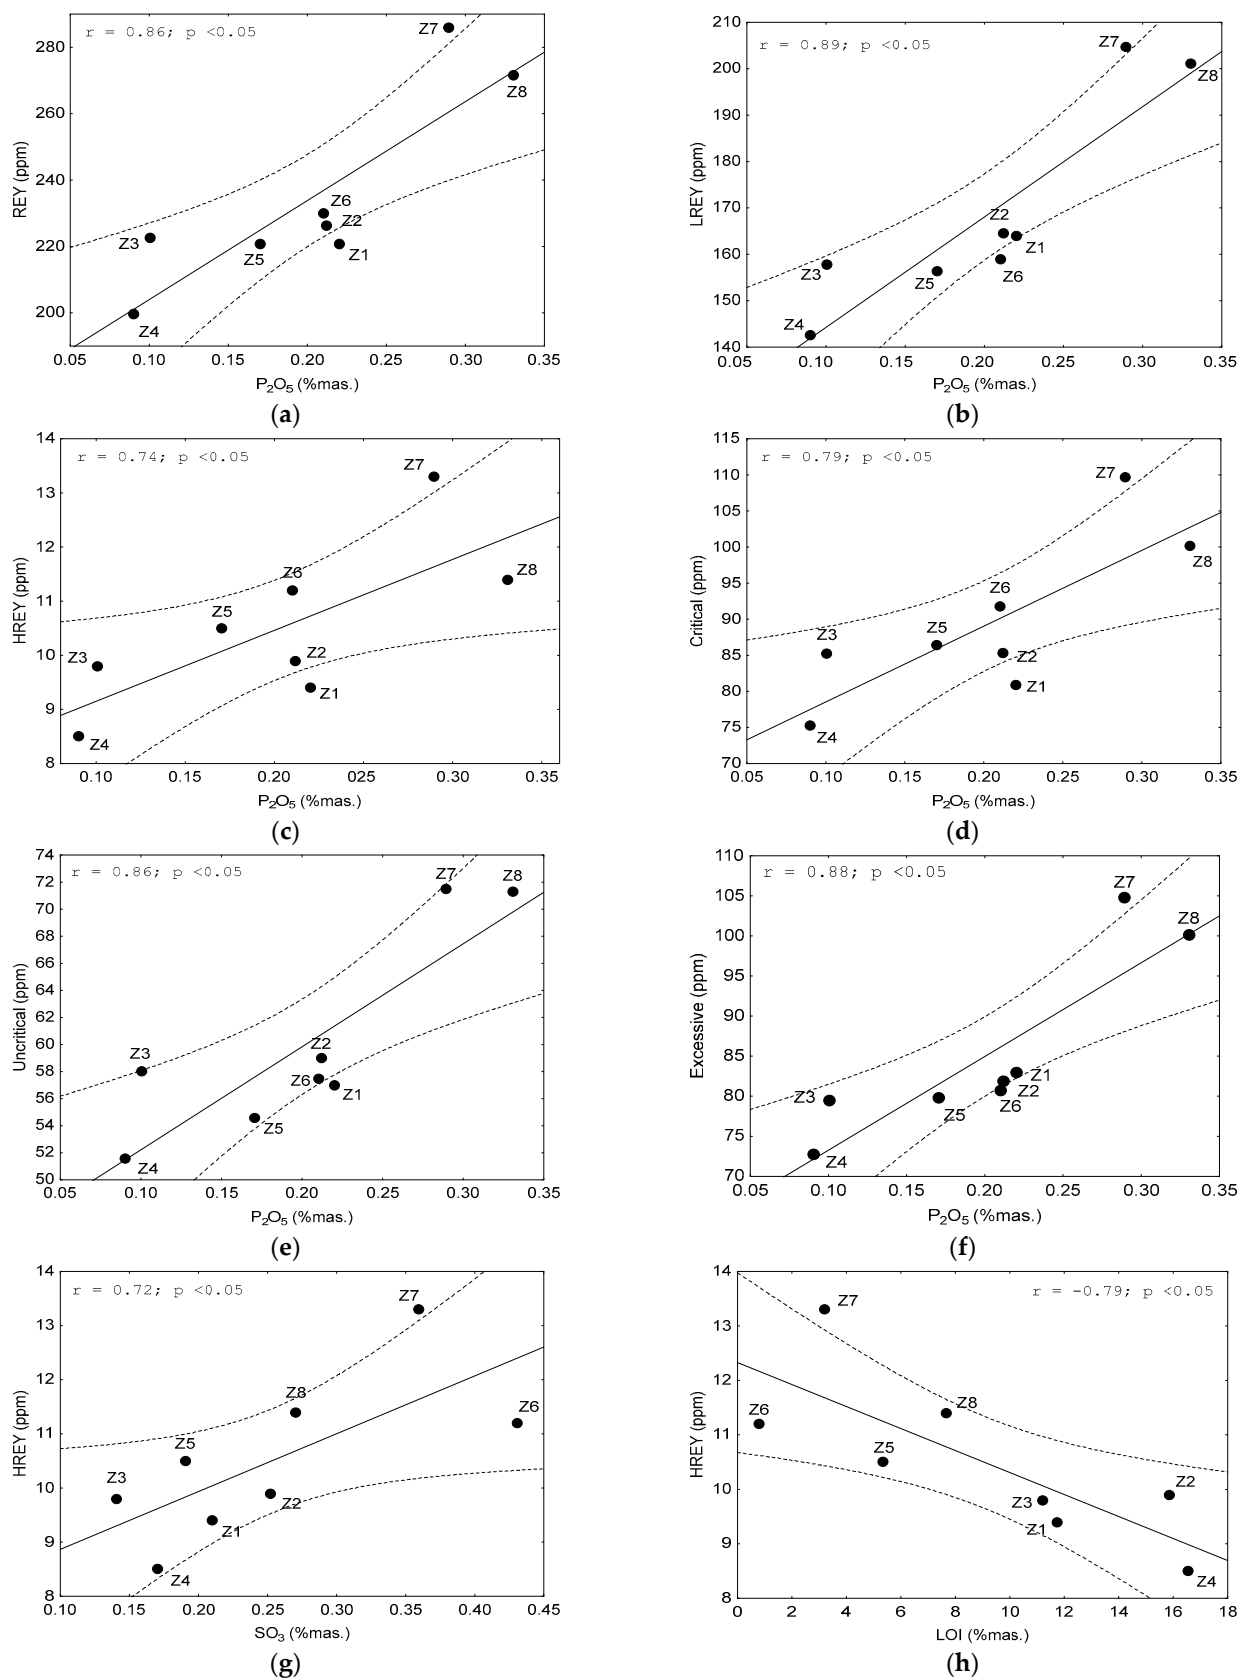 r = 0.86; p <0.05
REY (ppm)
280
260
240
220
200
Z7
Z8
Z6
Z2
Z3
Z5
Z1
Z4
0.05 0.10 0.15 0.20 0.25 0.30 0.35
P₂O₅ (%mas.)
(a)
r = 0.89; p <0.05
LREY (ppm)
210
200
190
180
170
160
150
140
Z7
Z8
Z2
Z1
Z3
Z5
Z6
Z4
0.05 0.10 0.15 0.20 0.25 0.30 0.35
P₂O₅ (%mas.)
(b)
r = 0.74; p <0.05
HREY (ppm)
14
13
12
11
10
9
8
Z7
Z6
Z8
Z5
Z2
Z3
Z1
Z4
0.10 0.15 0.20 0.25 0.30 0.35
P₂O₅ (%mas.)
(c)
r = 0.79; p <0.05
Critical (ppm)
115
110
105
100
95
90
85
80
75
70
Z7
Z8
Z6
Z5
Z3
Z2
Z1
Z4
0.05 0.10 0.15 0.20 0.25 0.30 0.35
P₂O₅ (%mas.)
(d)
r = 0.86; p <0.05
Uncritical (ppm)
74
72
70
68
66
64
62
60
58
56
54
52
50
Z7
Z8
Z3
Z2
Z6
Z1
Z5
Z4
0.05 0.10 0.15 0.20 0.25 0.30 0.35
P₂O₅ (%mas.)
(e)
r = 0.88; p <0.05
Excessive (ppm)
110
105
100
95
90
85
80
75
70
Z7
Z8
Z1
Z2
Z3
Z5
Z6
Z4
0.05 0.10 0.15 0.20 0.25 0.30 0.35
P₂O₅ (%mas.)
(f)
r = 0.72; p <0.05
HREY (ppm)
14
13
12
11
10
9
8
Z7
Z8
Z6
Z5
Z3
Z2
Z1
Z4
0.10 0.15 0.20 0.25 0.30 0.35 0.40 0.45
SO₃ (%mas.)
(g)
r = -0.79; p <0.05
HREY (ppm)
14
13
12
11
10
9
8
Z7
Z6
Z8
Z5
Z2
Z3
Z1
Z4
0 2 4 6 8 10 12 14 16 18
LOI (%mas.)
(h)